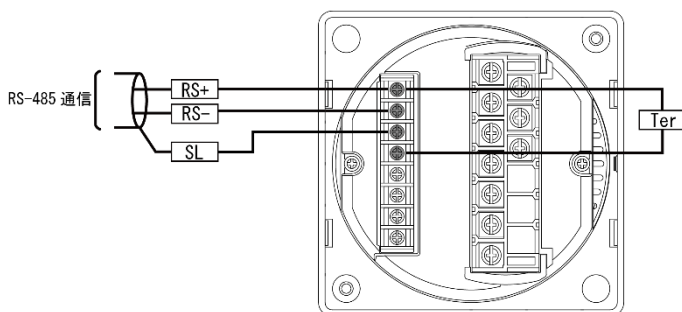 RS-485 通信
RS+
RS-
SL
Ter